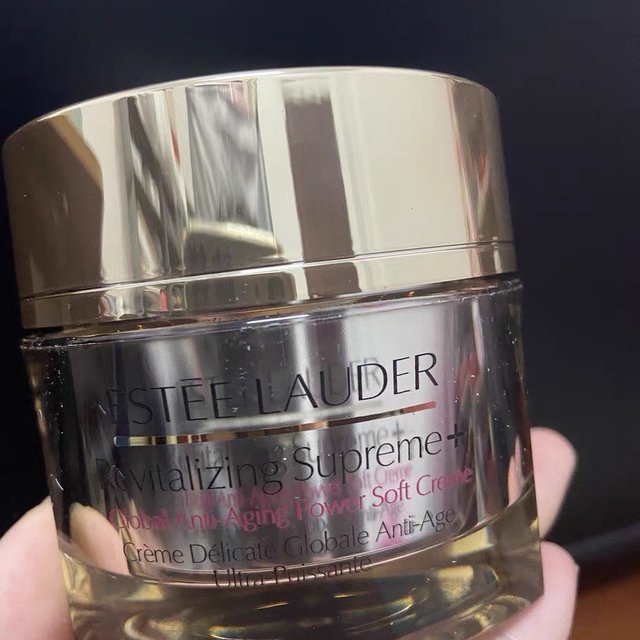 ESTĒE LAUDER
Revitalizing Supreme+
Global Anti-Aging Power Soft Creme
Crème Délicate Globale Anti-Age
Ultra-Puissante